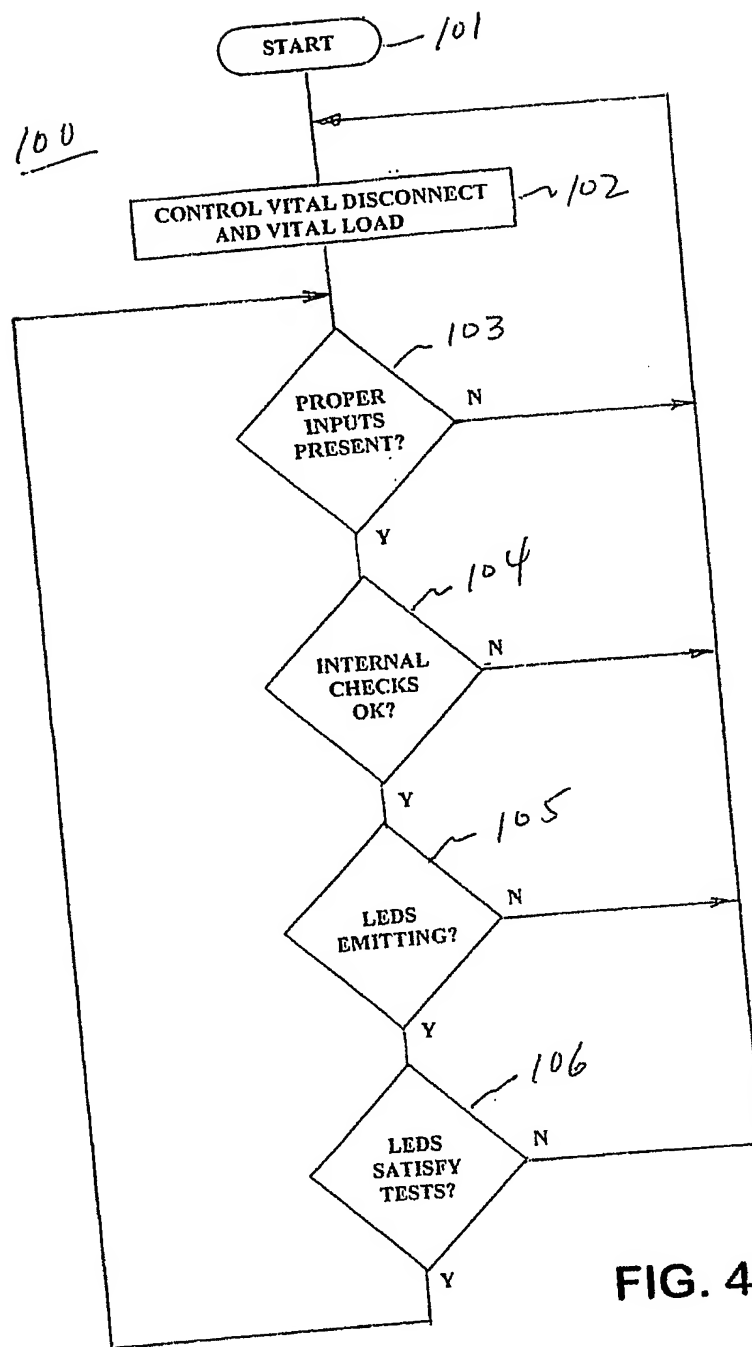 START
101
100
CONTROL VITAL DISCONNECT
AND VITAL LOAD
102
103
PROPER
INPUTS
PRESENT?
N
Y
104
INTERNAL
CHECKS
OK?
N
Y
105
LEDS
EMITTING?
N
Y
106
LEDS
SATISFY
TESTS?
N
Y
FIG. 4